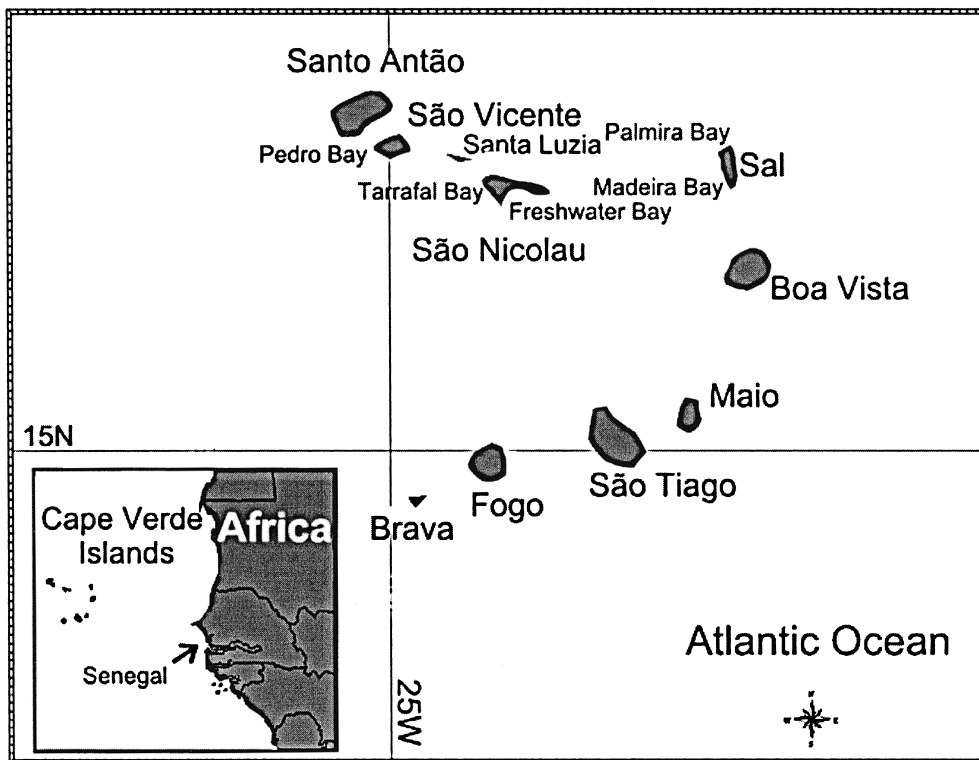 Santo Antão
São Vicente
Palmira Bay
Pedro Bay
Santa Luzia
Sal
Tarrafal Bay
Madeira Bay
Freshwater Bay
São Nicolau
Boa Vista
Maio
15N
São Tiago
Fogo
Brava
Cape Verde
Islands
Africa
Senegal
25W
Atlantic Ocean